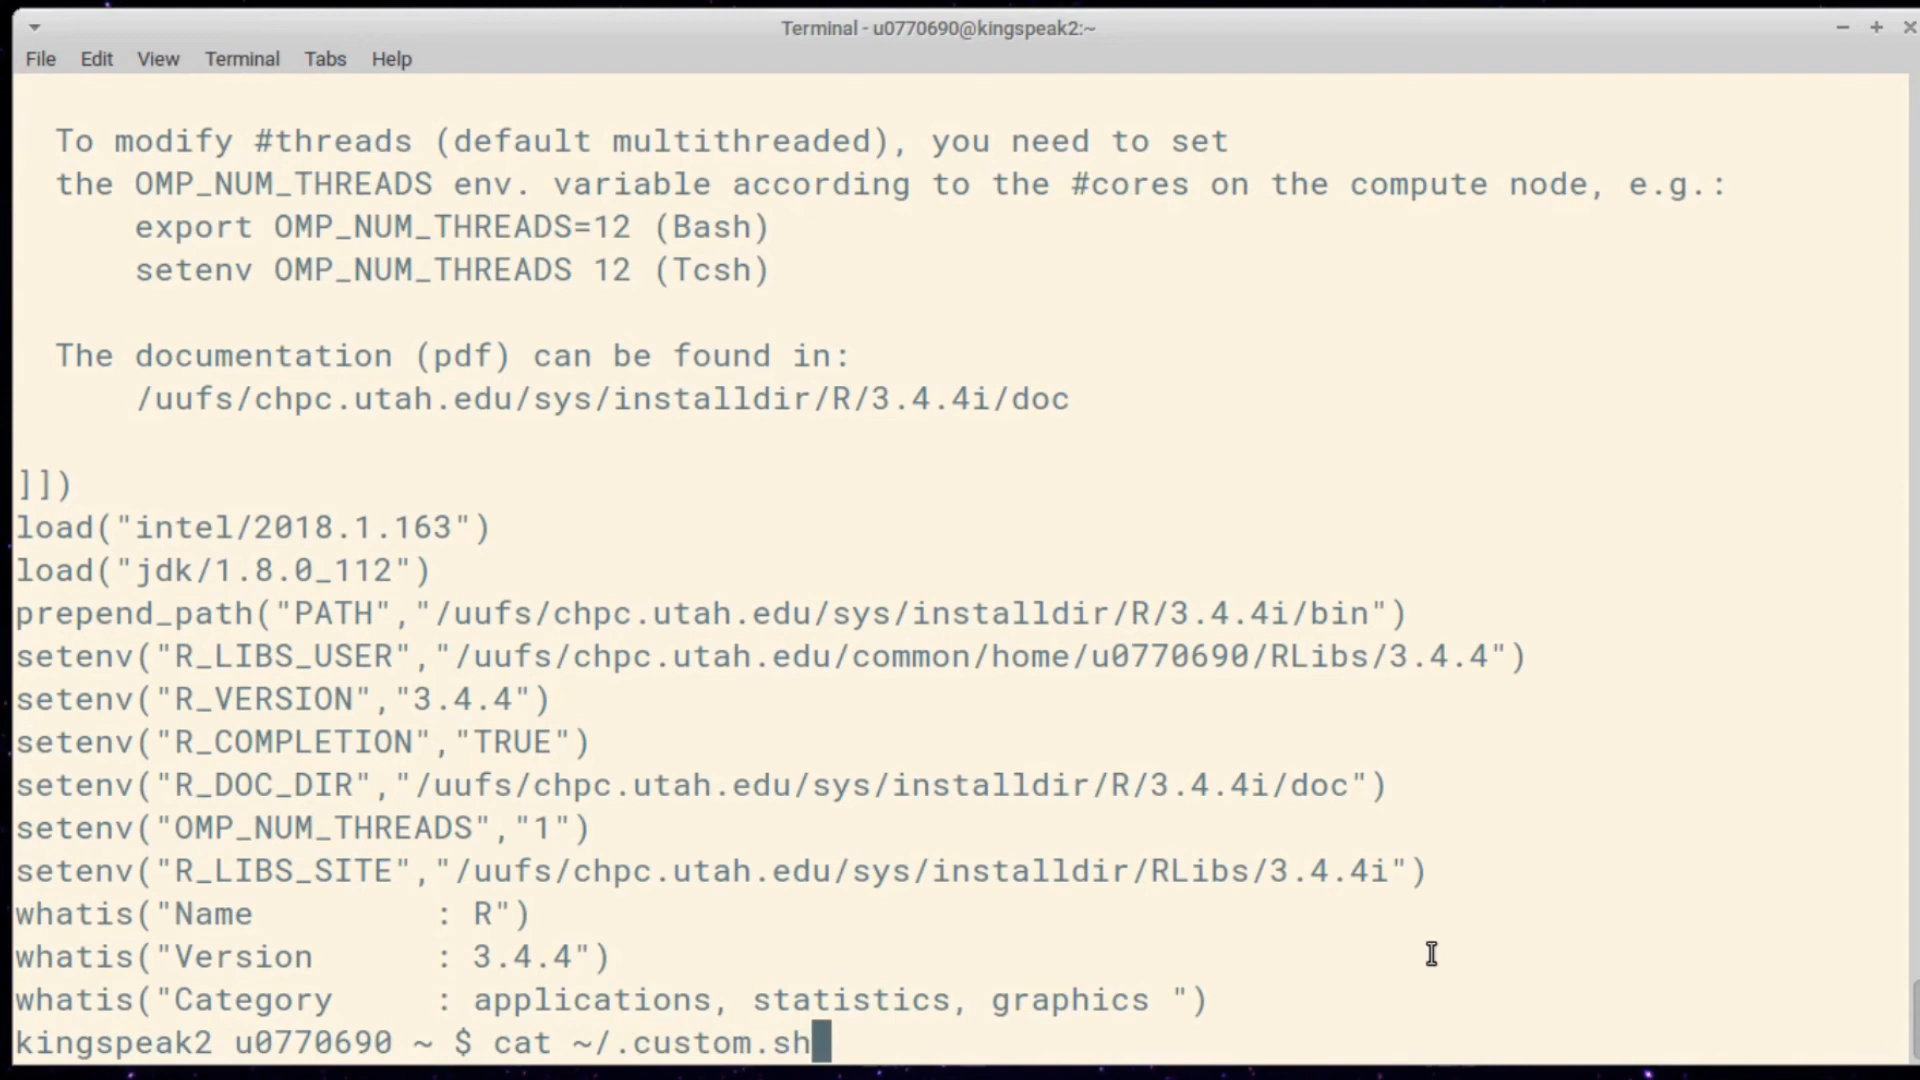 Terminal - u0770690@kingspeak2:~
File Edit View Terminal Tabs Help
To modify #threads (default multithreaded), you need to set
the OMP_NUM_THREADS env. variable according to the #cores on the compute node, e.g.:
export OMP_NUM_THREADS=12 (Bash)
setenv OMP_NUM_THREADS 12 (Tcsh)
The documentation (pdf) can be found in:
/uufs/chpc.utah.edu/sys/installdir/R/3.4.4i/doc
]])
load("intel/2018.1.163")
load("jdk/1.8.0_112")
prepend_path("PATH","/uufs/chpc.utah.edu/sys/installdir/R/3.4.4i/bin")
setenv("R_LIBS_USER","/uufs/chpc.utah.edu/common/home/u0770690/RLibs/3.4.4")
setenv("R_VERSION","3.4.4")
setenv("R_COMPLETION","TRUE")
setenv("R_DOC_DIR","/uufs/chpc.utah.edu/sys/installdir/R/3.4.4i/doc")
setenv("OMP_NUM_THREADS","1")
setenv("R_LIBS_SITE","/uufs/chpc.utah.edu/sys/installdir/RLibs/3.4.4i")
whatis("Name : R")
whatis("Version : 3.4.4")
whatis("Category : applications, statistics, graphics ")
kingspeak2 u0770690 ~ $ cat ~/.custom.sh